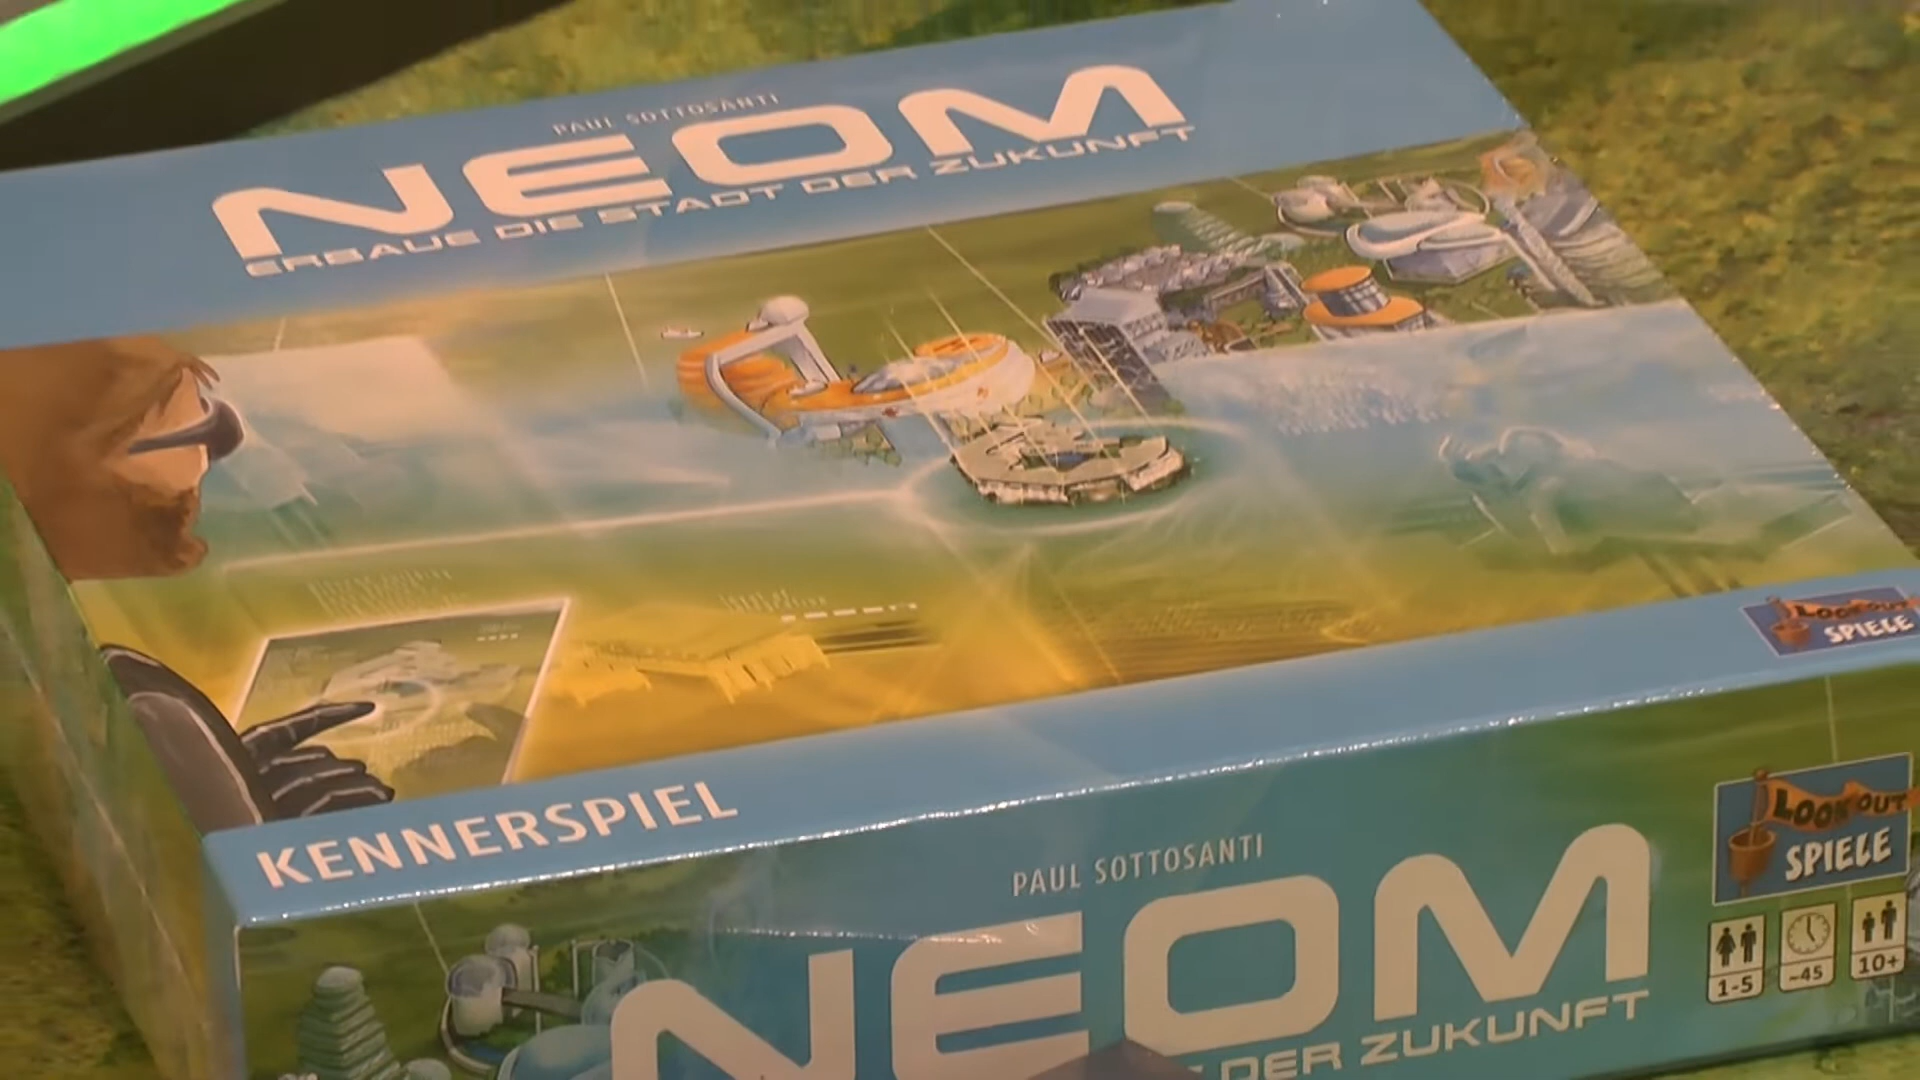 PAUL SOTTOSANTI
NEOM
ERBAUE DIE STADT DER ZUKUNFT
LOOKOUT
SPIELE
KENNERSPIEL
PAUL SOTTOSANTI
NEOM
DER ZUKUNFT
LOOKOUT
SPIELE
1-5
~45
10+